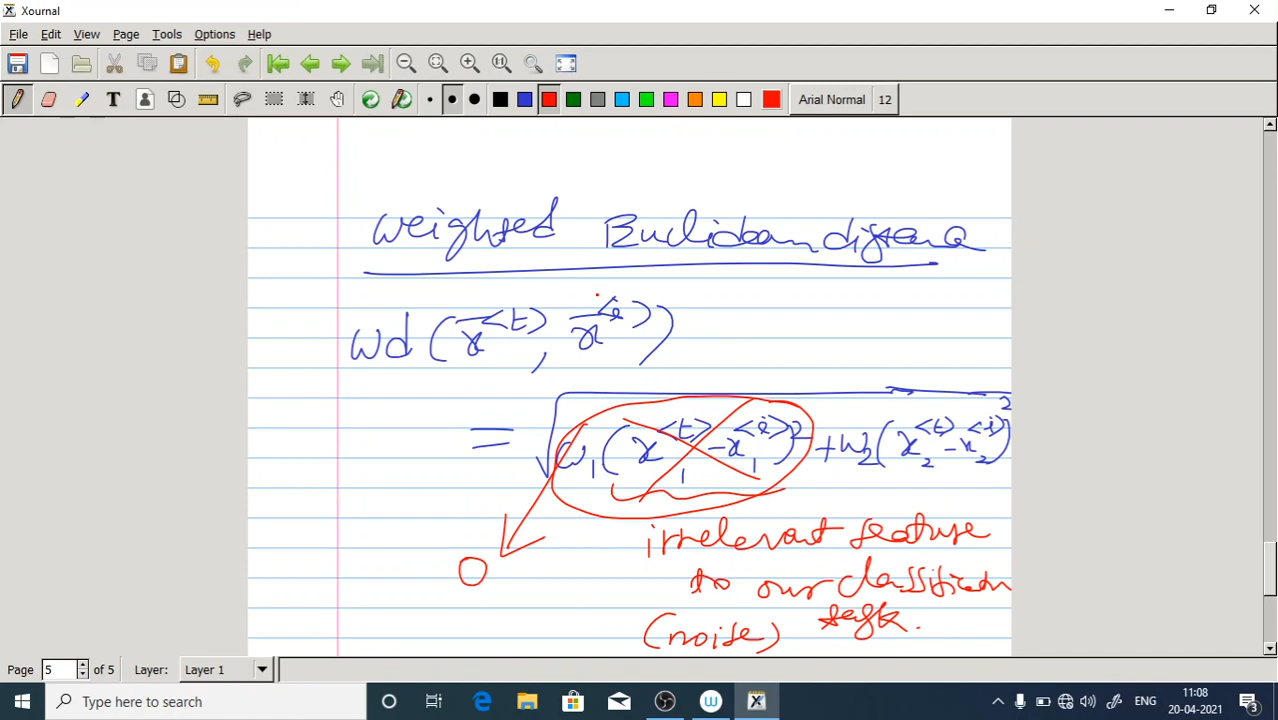 Xournal
File Edit View Page Tools Options Help
Arial Normal 12
Weighted Euclidean distance
wd (x^<t>, x^<i>)
= √ w₁(x₁^<t> - x₁^<i>)² + w₂(x₂^<t> - x₂^<i>)²
O
irrelevant feature
to our classification
task.
(noise)
Page 5 of 5 Layer: Layer 1
Type here to search
ENG
11:08
20-04-2021
3